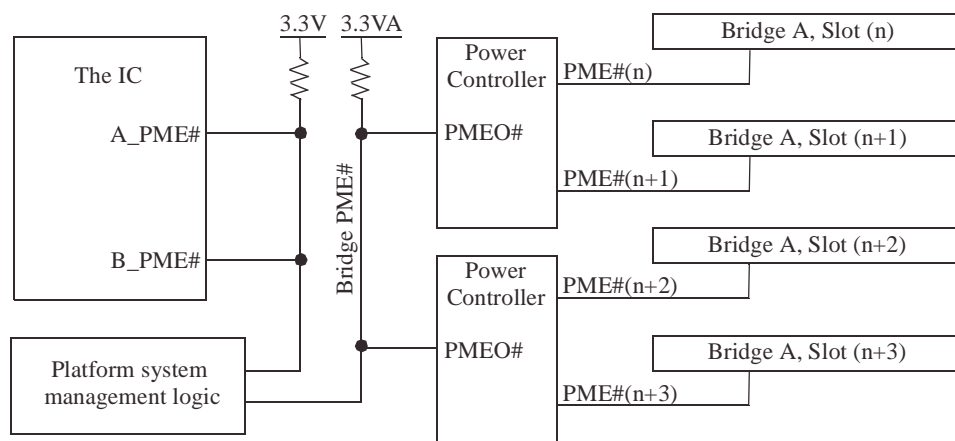 3.3V 3.3VA
The IC
A_PME#
B_PME#
Platform system
management logic
Bridge PME#
Power
Controller
PMEO#
PME#(n)
PME#(n+1)
Bridge A, Slot (n)
Bridge A, Slot (n+1)
Power
Controller
PMEO#
PME#(n+2)
PME#(n+3)
Bridge A, Slot (n+2)
Bridge A, Slot (n+3)